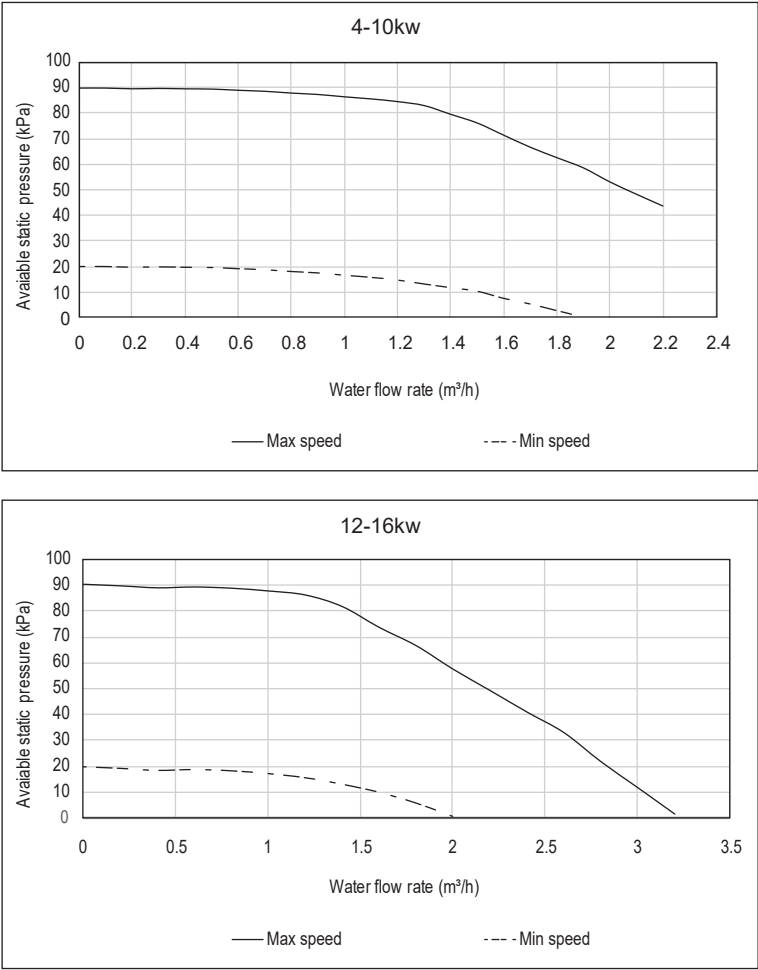 4-10kw
Avaiable static pressure (kPa)
100
90
80
70
60
50
40
30
20
10
0
0 0.2 0.4 0.6 0.8 1 1.2 1.4 1.6 1.8 2 2.2 2.4
Water flow rate (m³/h)
Max speed Min speed
12-16kw
Avaiable static pressure (kPa)
100
90
80
70
60
50
40
30
20
10
0
0 0.5 1 1.5 2 2.5 3 3.5
Water flow rate (m³/h)
Max speed Min speed